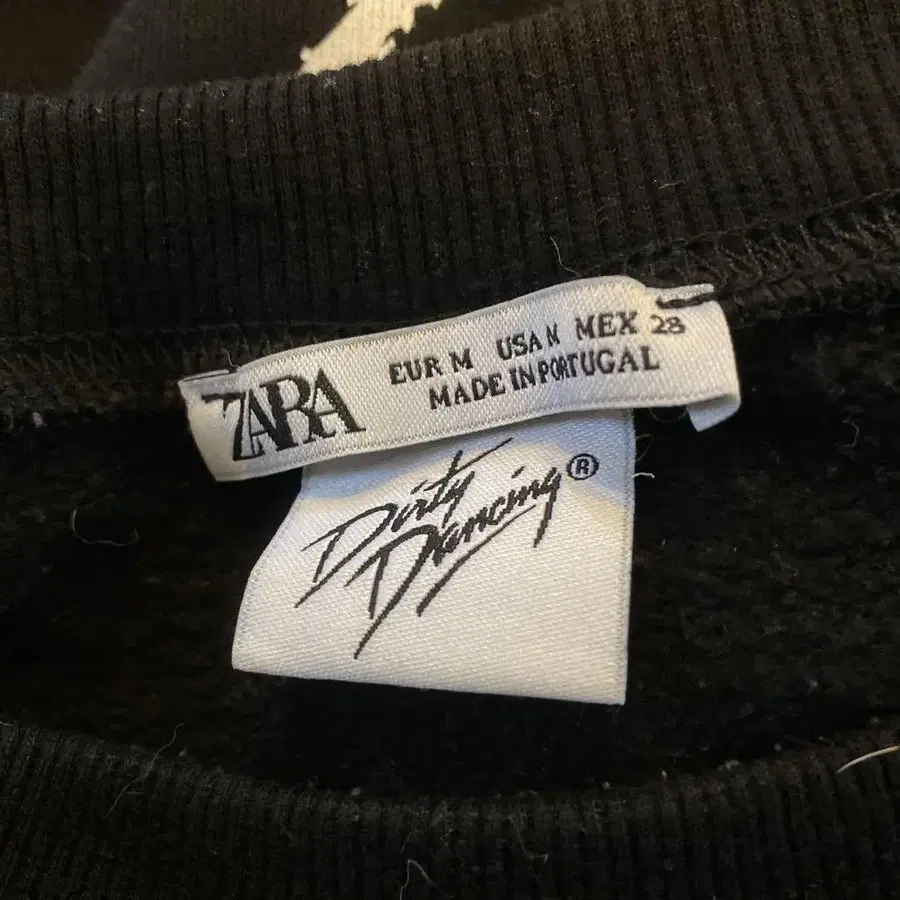 ZARA
EUR M USA M MEX 28
MADE IN PORTUGAL
Dirty
Dancing®